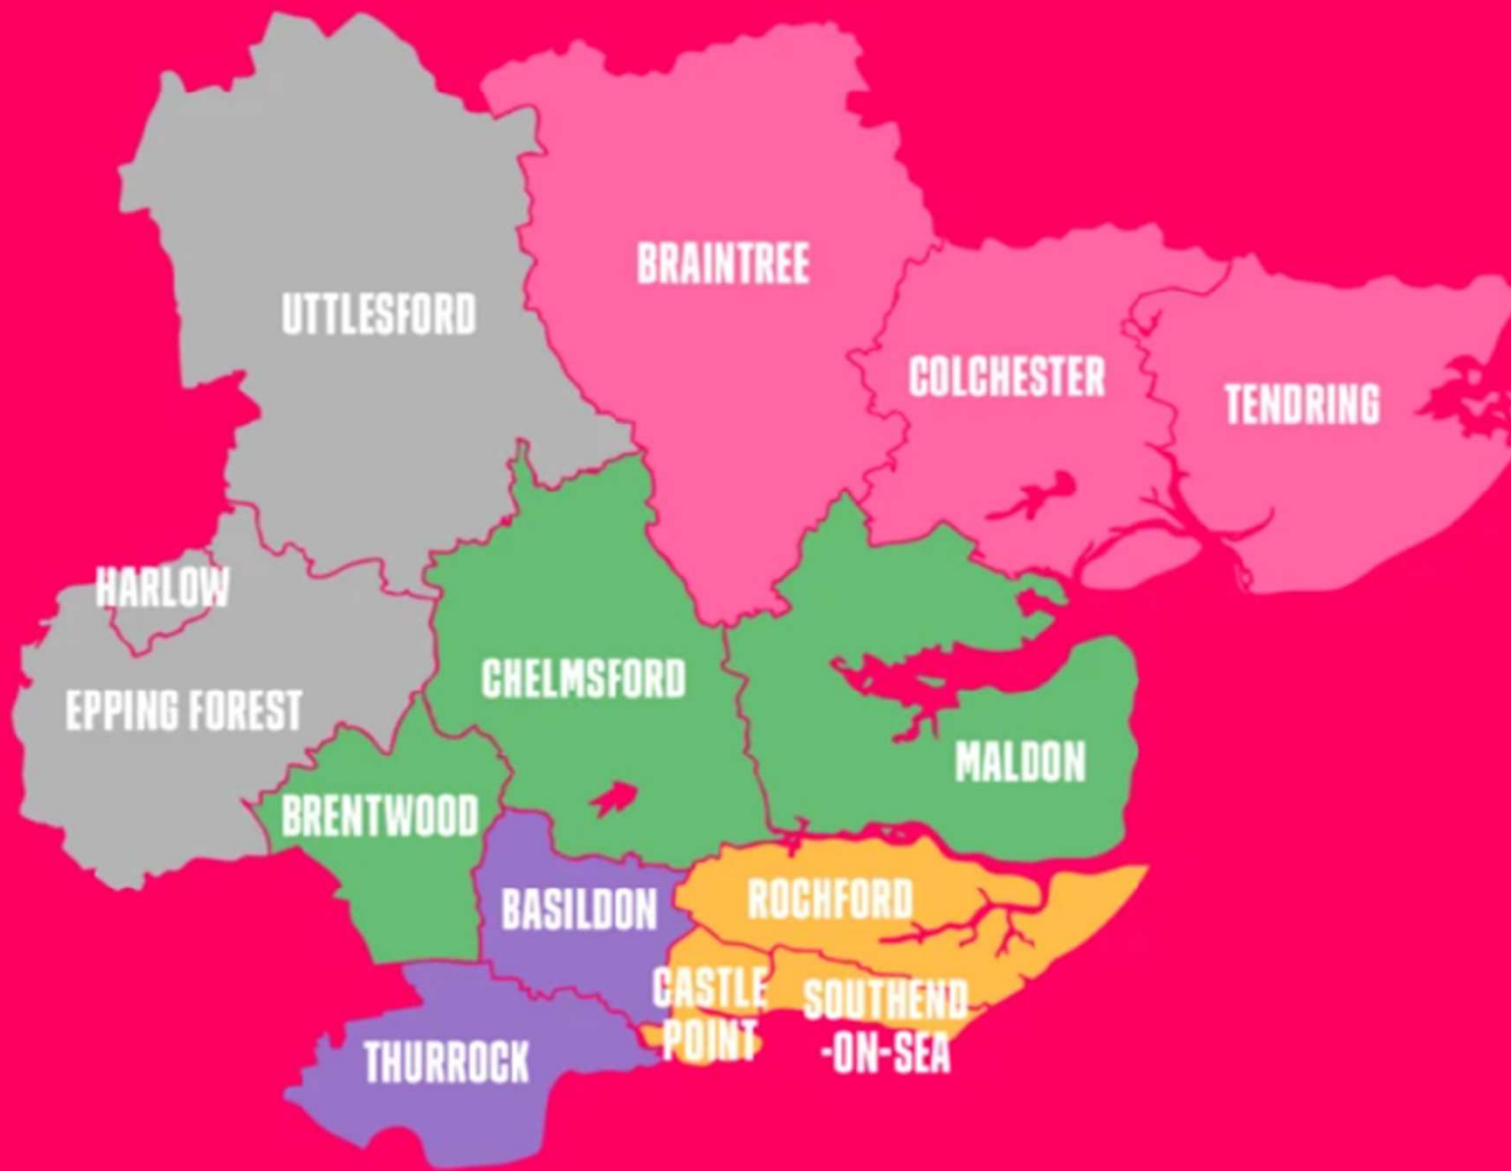 BRAINTREE
UTTLESFORD
COLCHESTER
TENDRING
HARLOW
CHELMSFORD
EPPING FOREST
MALDON
BRENTWOOD
BASILDON
ROCHFORD
CASTLE
POINT
SOUTHEND
-ON-SEA
THURROCK